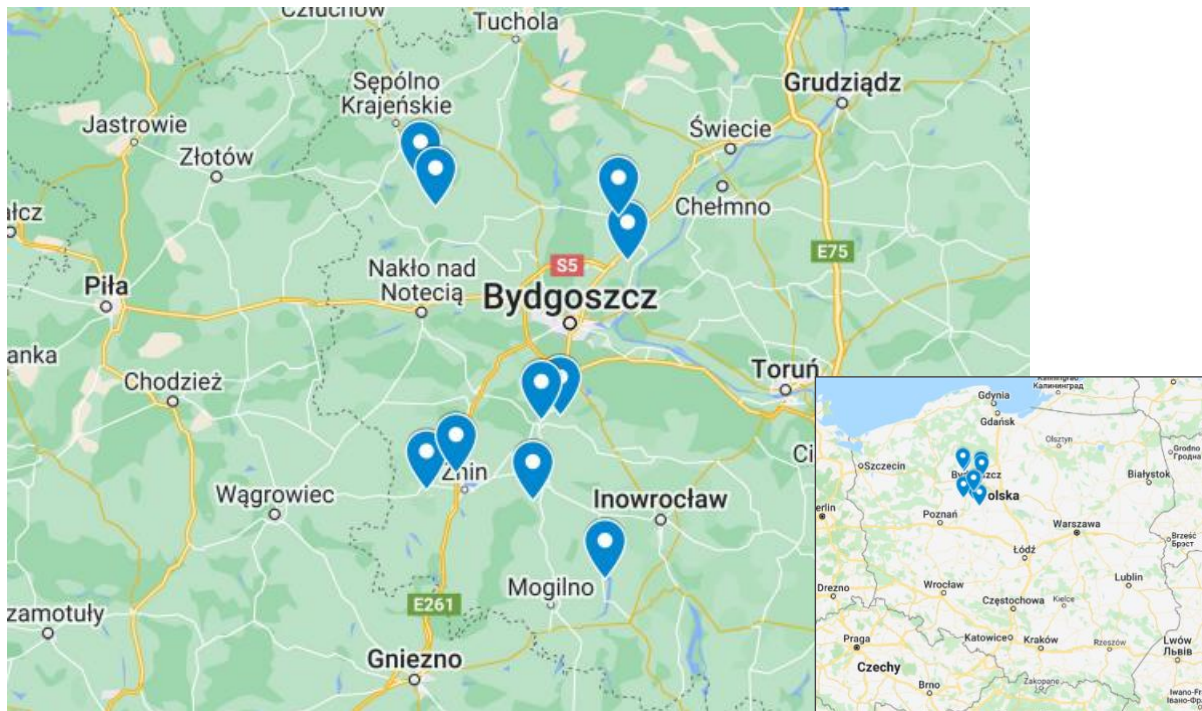 Człuchów
Tuchola
Grudziądz
Sępólno
Krajeńskie
Jastrowie
Świecie
Złotów
Chełmno
ałcz
E75
S5
Nakło nad
Notecią
Piła
Bydgoszcz
anka
Toruń
Chodzież
Żnin
Wągrowiec
Inowrocław
Mogilno
E261
zamotuły
Gniezno
Ci
Калининград
Gdynia
Gdańsk
Olsztyn
Grodno
Гродна
Szczecin
Białystok
Bydgoszcz
Polska
erlin
Poznań
Warszawa
Brześć
Брэст
Łódź
Drezno
Wrocław
Lublin
Częstochowa
Kielce
Praga
Katowice
Kraków
Rzeszów
Lwów
Львів
Czechy
Zakopane
Brno
Iwano-Fr
Івано-Фр